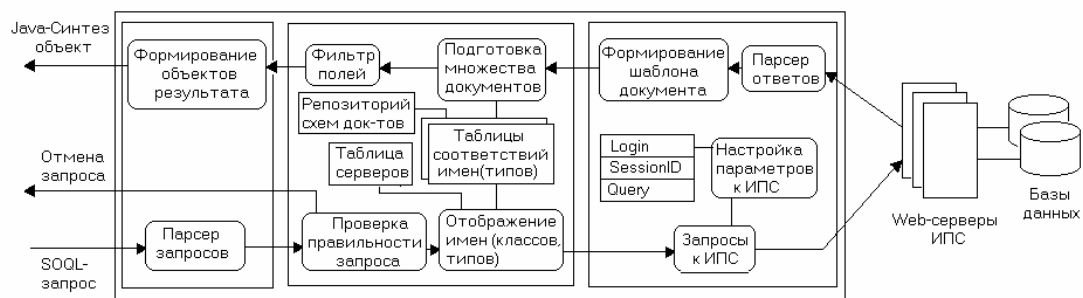 Java-Синтез
объект
Формирование
объектов
результата
Фильтр
полей
Подготовка
множества
документов
Формирование
шаблона
документа
Парсер
ответов
Репозиторий
схем док-тов
Таблица
серверов
Таблицы
соответствий
имен(типов)
Login
SessionID
Query
Настройка
параметров
к ИПС
Отмена
запроса
SOQL-
запрос
Парсер
запросов
Проверка
правильности
запроса
Отображение
имен (классов,
типов)
Запросы
к ИПС
Web-серверы
ИПС
Базы
данных